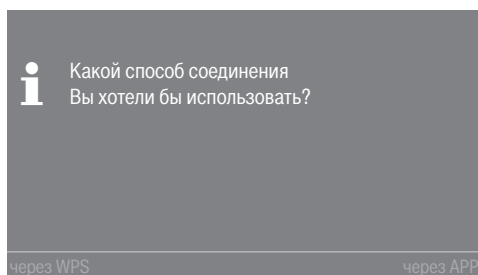 Какой способ соединения
Вы хотели бы использовать?
через WPS
через APP